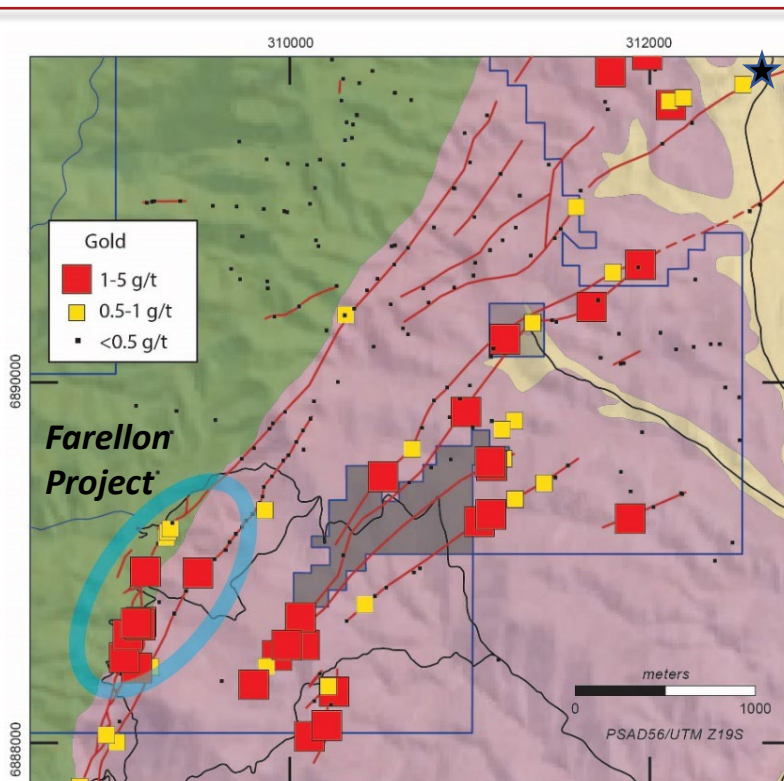 310000
312000
Gold
1-5 g/t
0.5-1 g/t
<0.5 g/t
6890000
Farellon
Project
meters
0
1000
PSAD56/UTM Z19S
6888000